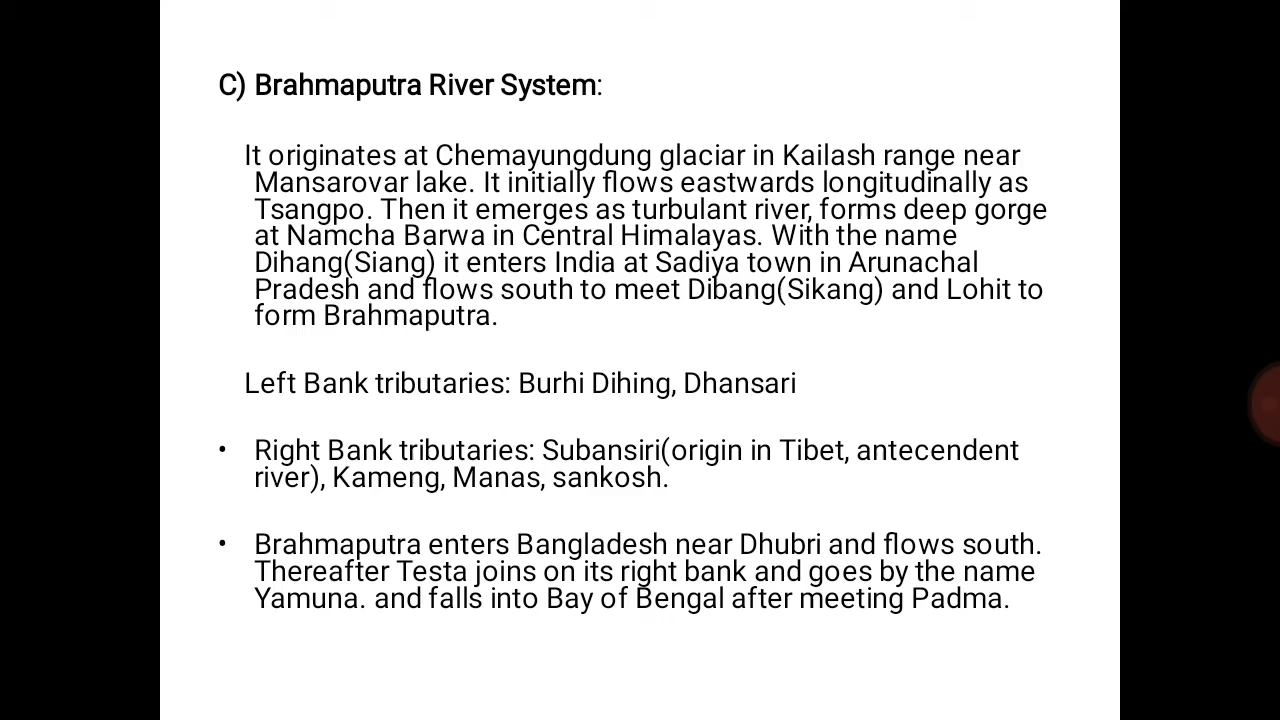 C) Brahmaputra River System:
It originates at Chemayungdung glaciar in Kailash range near
Mansarovar lake. It initially flows eastwards longitudinally as
Tsangpo. Then it emerges as turbulant river, forms deep gorge
at Namcha Barwa in Central Himalayas. With the name
Dihang(Siang) it enters India at Sadiya town in Arunachal
Pradesh and flows south to meet Dibang(Sikang) and Lohit to
form Brahmaputra.
Left Bank tributaries: Burhi Dihing, Dhansari
• Right Bank tributaries: Subansiri(origin in Tibet, antecendent
river), Kameng, Manas, sankosh.
• Brahmaputra enters Bangladesh near Dhubri and flows south.
Thereafter Testa joins on its right bank and goes by the name
Yamuna. and falls into Bay of Bengal after meeting Padma.